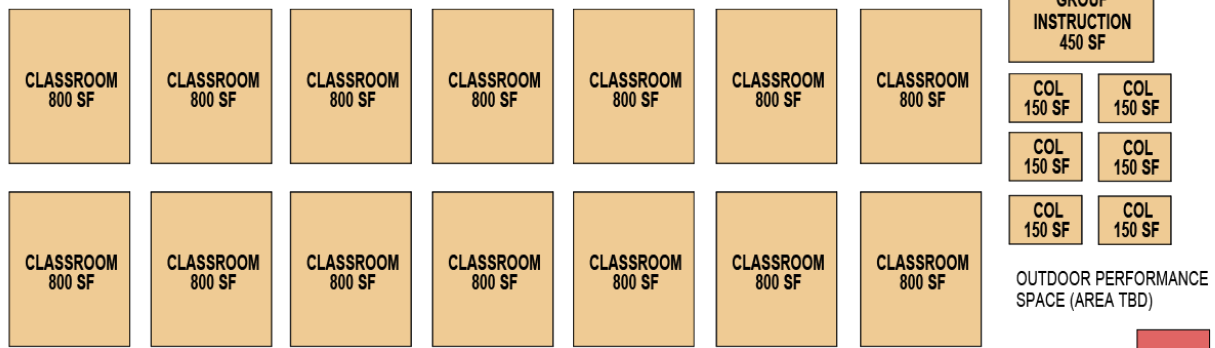 CLASSROOM
800 SF
CLASSROOM
800 SF
CLASSROOM
800 SF
CLASSROOM
800 SF
CLASSROOM
800 SF
CLASSROOM
800 SF
CLASSROOM
800 SF
GROUP
INSTRUCTION
450 SF
COL
150 SF
COL
150 SF
COL
150 SF
COL
150 SF
COL
150 SF
COL
150 SF
CLASSROOM
800 SF
CLASSROOM
800 SF
CLASSROOM
800 SF
CLASSROOM
800 SF
CLASSROOM
800 SF
CLASSROOM
800 SF
CLASSROOM
800 SF
OUTDOOR PERFORMANCE
SPACE (AREA TBD)